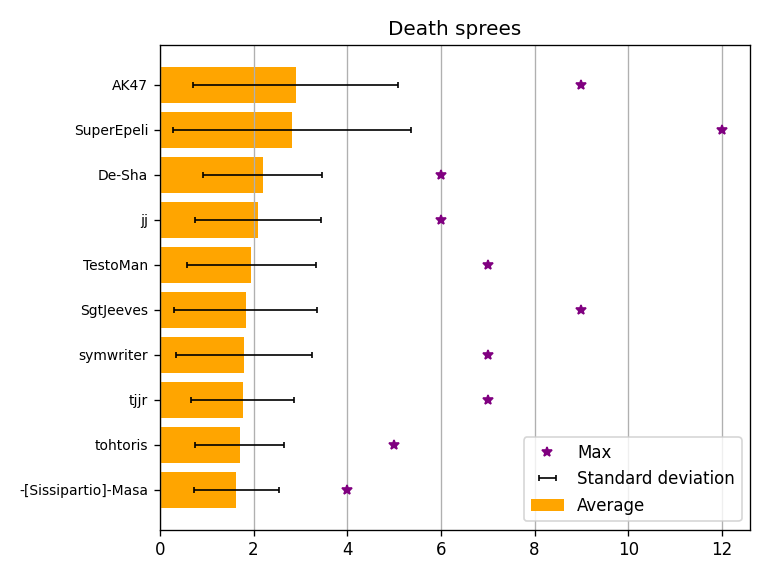 Death sprees
AK47
SuperEpeli
De-Sha
jj
TestoMan
SgtJeeves
symwriter
tjjr
tohtoris
-[Sissipartio]-Masa
Max
Standard deviation
Average
0 2 4 6 8 10 12